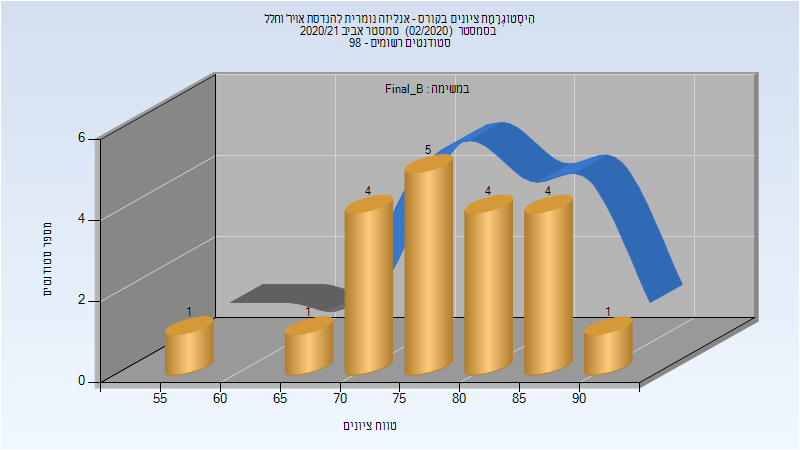 היסטוגרמת ציונים בקורס - אנליזה נומרית להנדסת אויר וחלל
בסמסטר (02/2020) סמסטר אביב 2020/21
סטודנטים רשומים - 98
במשימה : Final_B
6
4
2
0
מספר סטודנטים
1
1
4
5
4
4
1
55 60 65 70 75 80 85 90
טווח ציונים